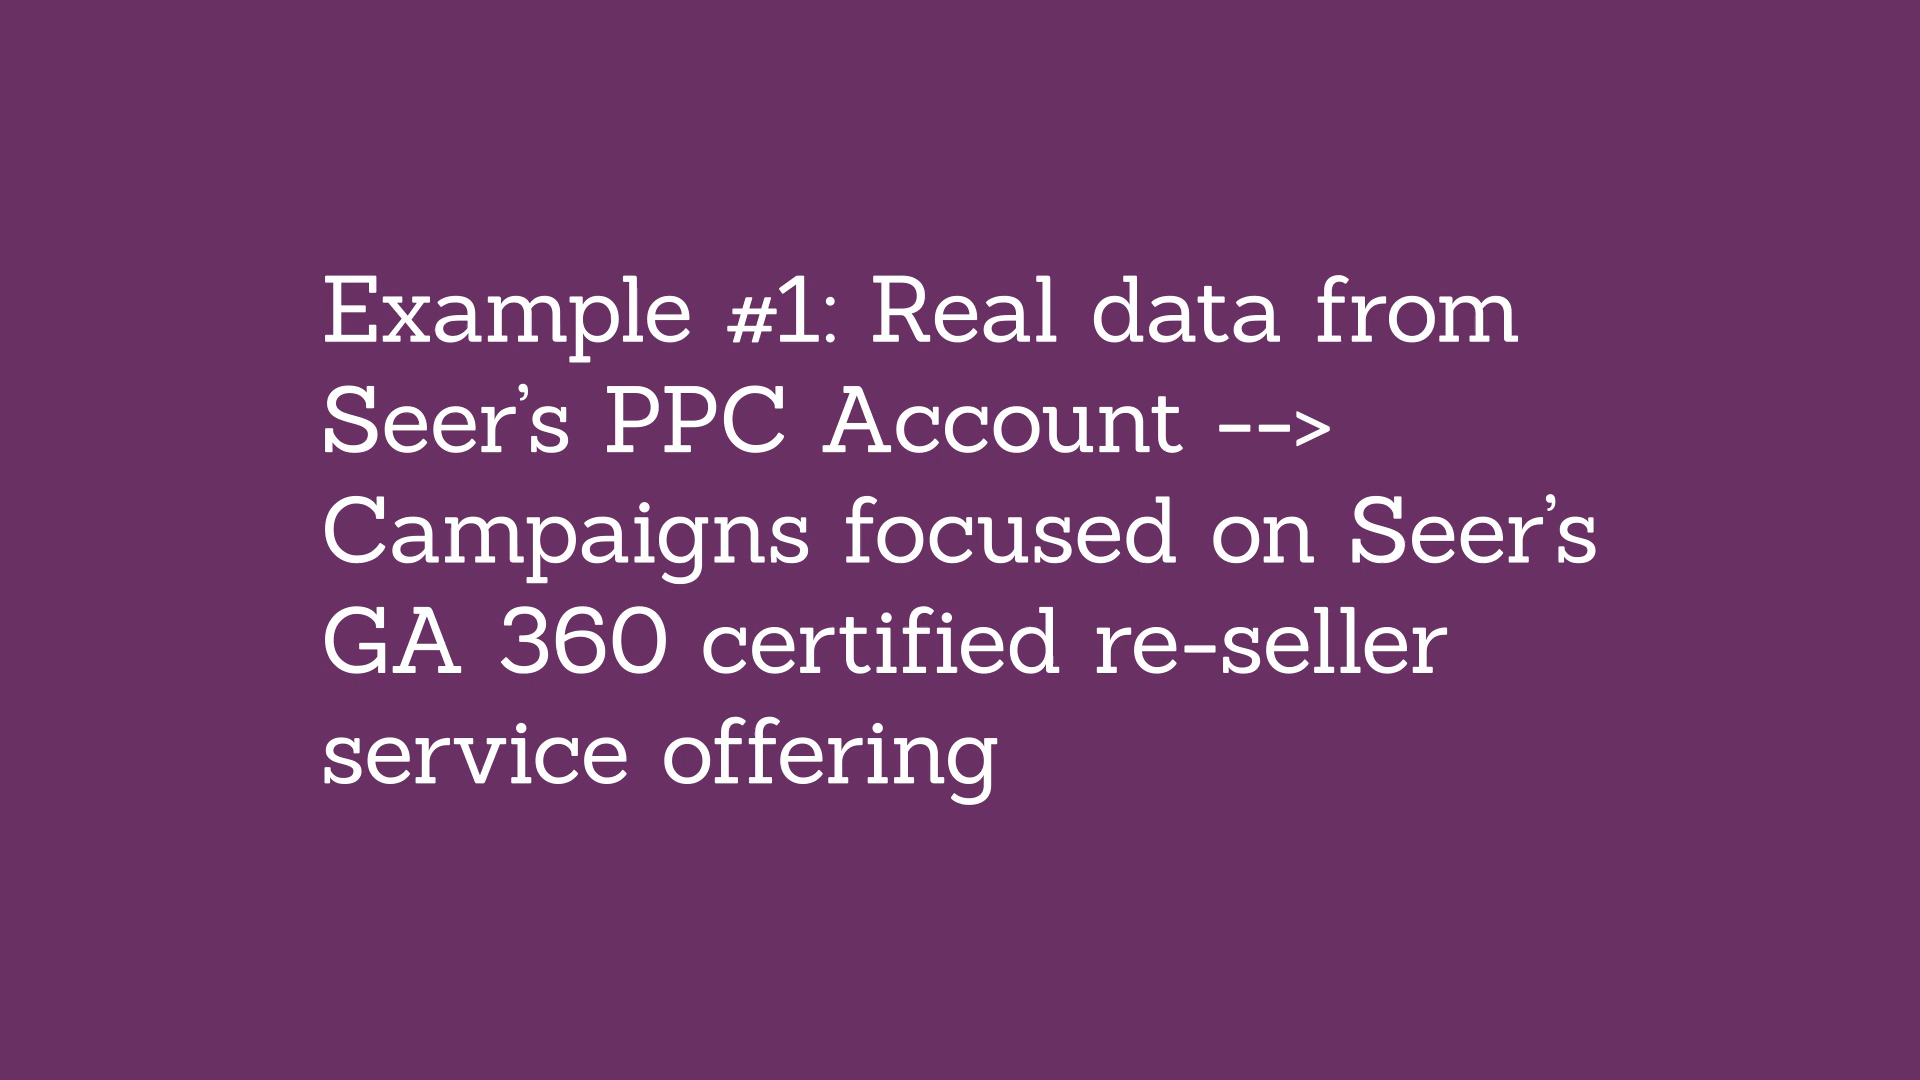 Example #1: Real data from
Seer’s PPC Account -->
Campaigns focused on Seer’s
GA 360 certified re-seller
service offering